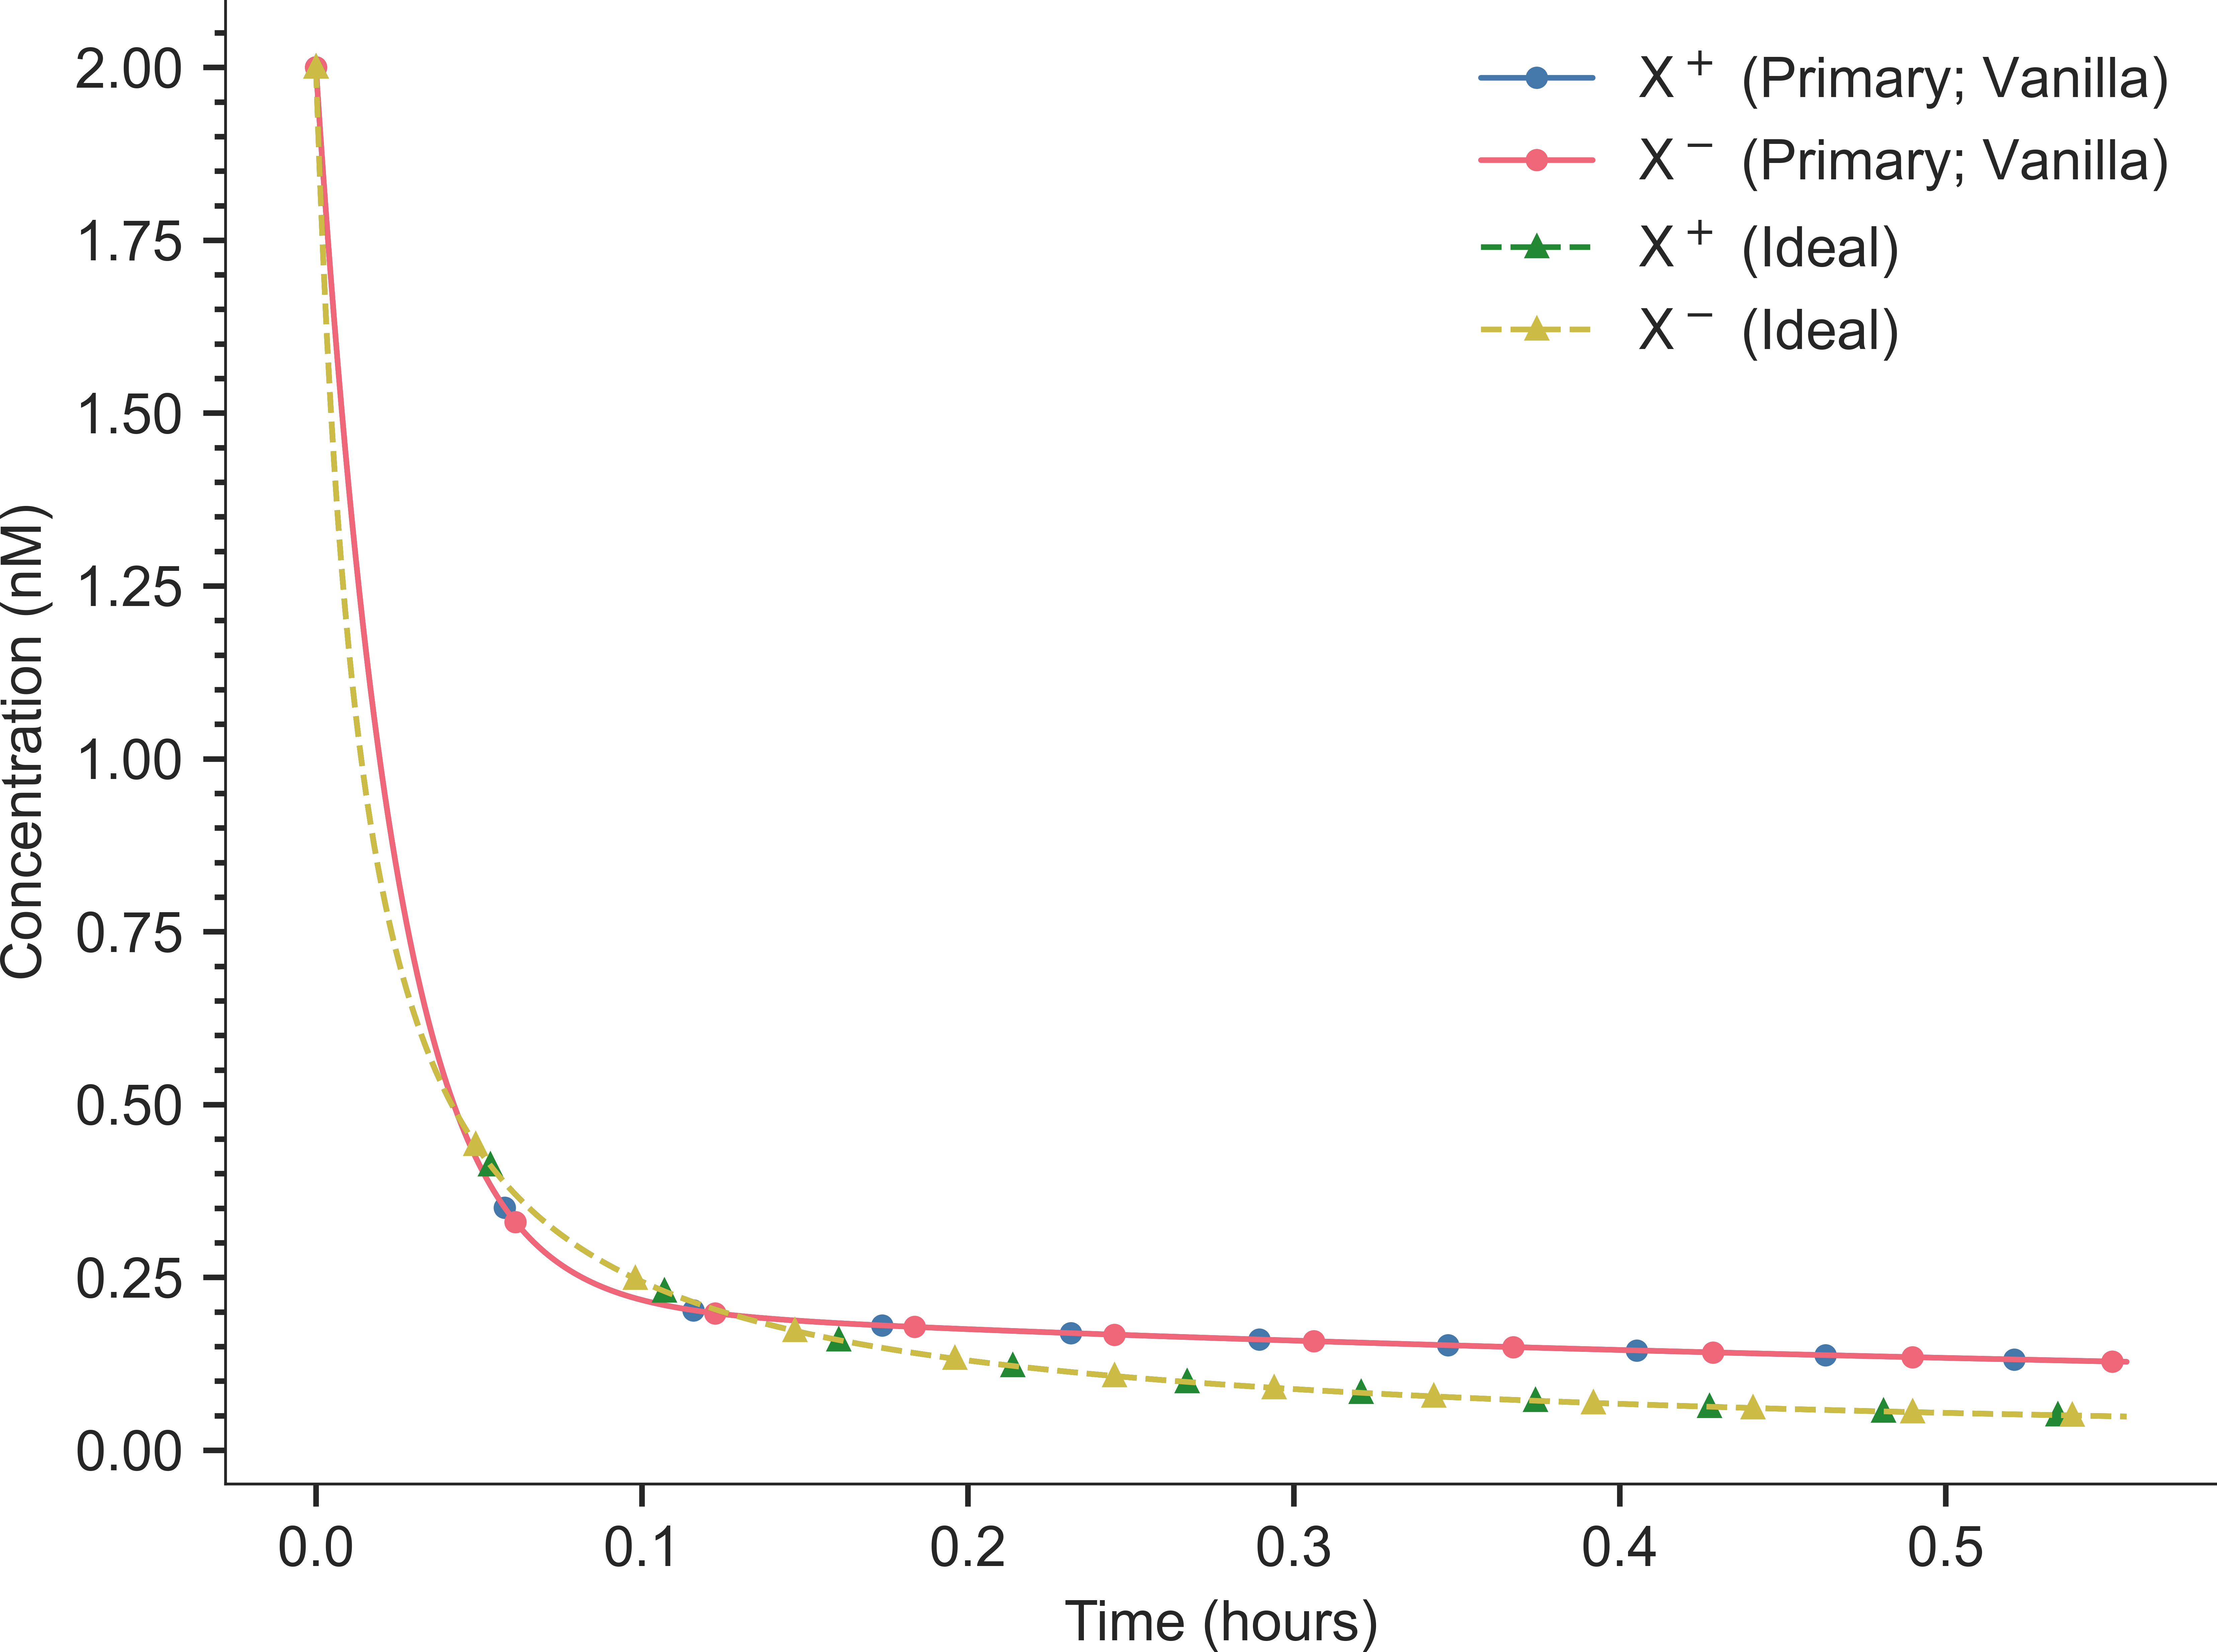 X⁺ (Primary; Vanilla)
X⁻ (Primary; Vanilla)
X⁺ (Ideal)
X⁻ (Ideal)
Concentration (nM)
2.00
1.75
1.50
1.25
1.00
0.75
0.50
0.25
0.00
0.0 0.1 0.2 0.3 0.4 0.5
Time (hours)